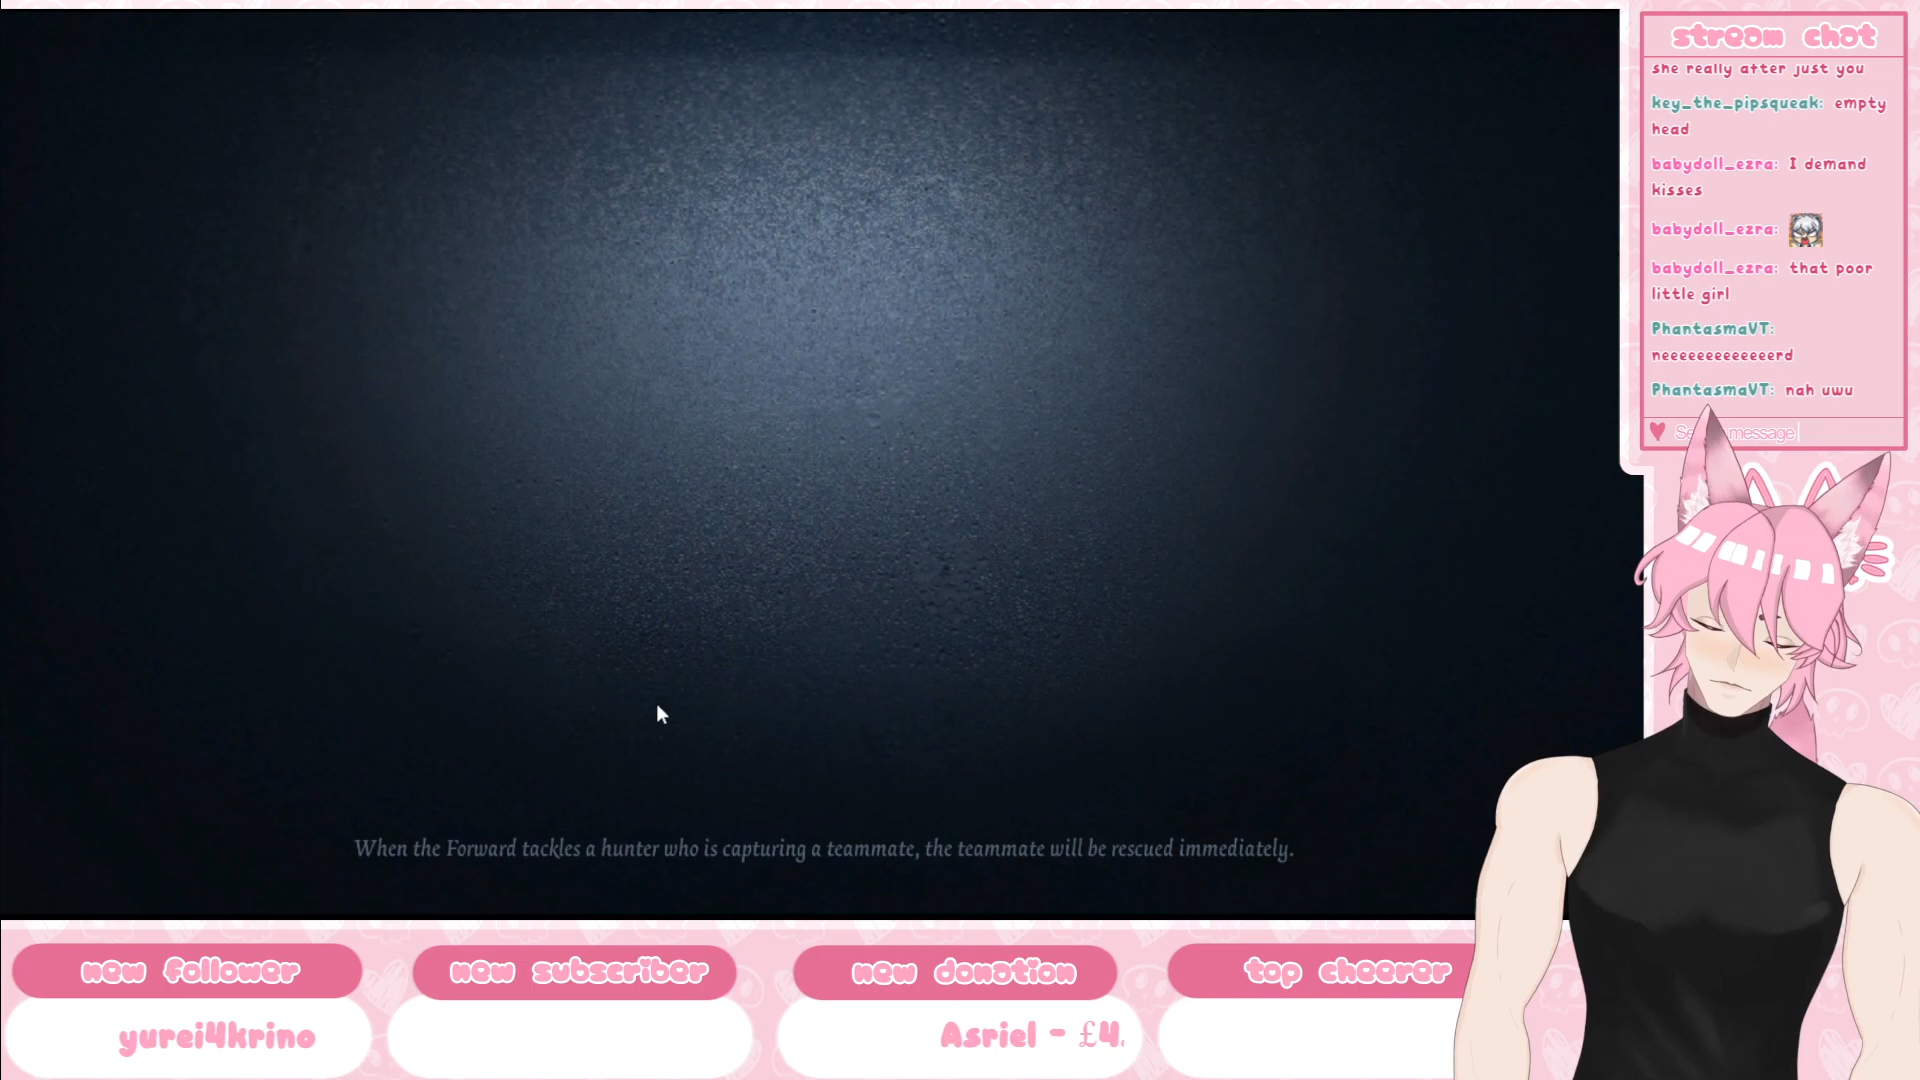 stream chat
she really after just you
key_the_pipsqueak: empty
head
babydoll_ezra: I demand
kisses
babydoll_ezra:
babydoll_ezra: that poor
little girl
PhantasmaVT:
neeeeeeeeeeeeerd
PhantasmaVT: nah uwu
message
When the Forward tackles a hunter who is capturing a teammate, the teammate will be rescued immediately.
new follower
new subscriber
new donation
top cheerer
yurei4krino
Asriel - £4.